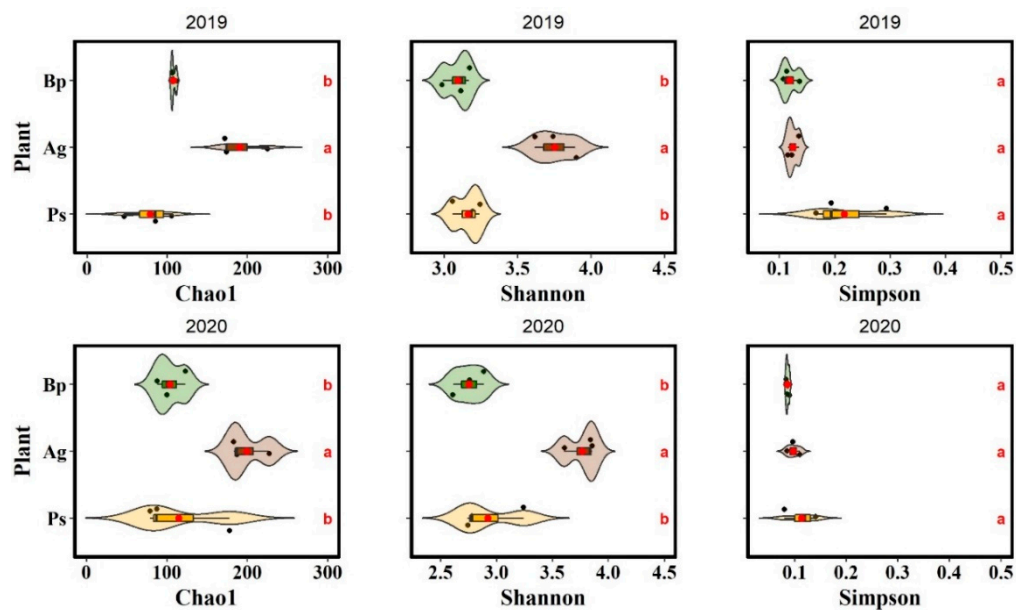 2019 2019 2019
Bp b b a
Plant
Ag a a a
Ps b b a
0 100 200 300 3.0 3.5 4.0 4.5 0.1 0.2 0.3 0.4 0.5
Chao1 Shannon Simpson
2020 2020 2020
Bp b b a
Plant
Ag a a a
Ps b b a
0 100 200 300 2.5 3.0 3.5 4.0 4.5 0.1 0.2 0.3 0.4 0.5
Chao1 Shannon Simpson